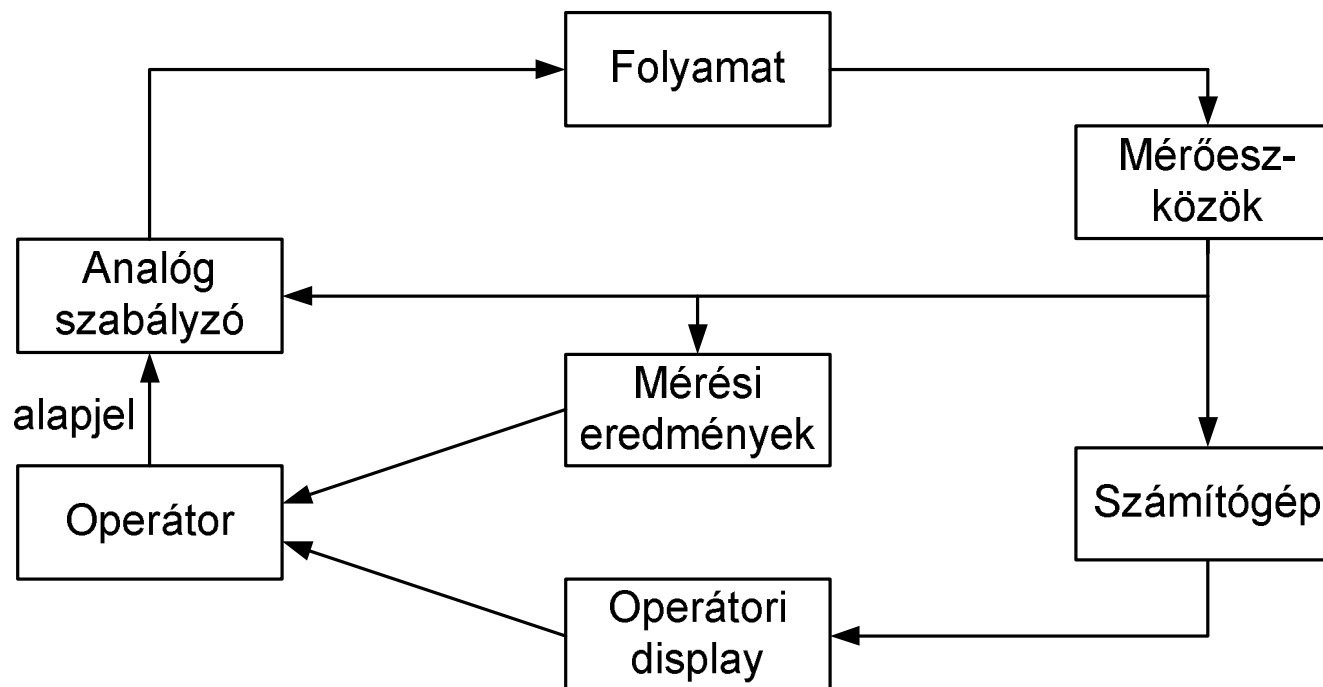 Folyamat
Mérőesz-
közök
Analóg
szabályzó
Mérési
eredmények
alapjel
Operátor
Számítógép
Operátori
display